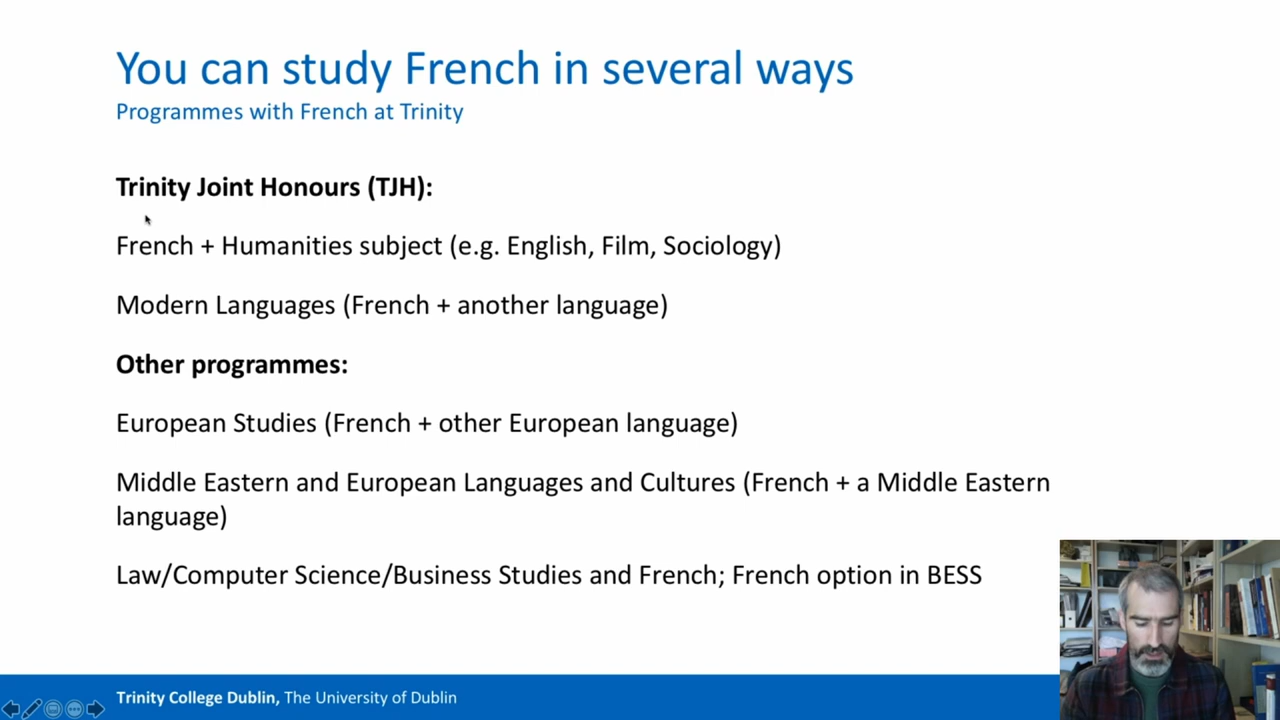 You can study French in several ways
Programmes with French at Trinity
Trinity Joint Honours (TJH):
French + Humanities subject (e.g. English, Film, Sociology)
Modern Languages (French + another language)
Other programmes:
European Studies (French + other European language)
Middle Eastern and European Languages and Cultures (French + a Middle Eastern
language)
Law/Computer Science/Business Studies and French; French option in BESS
Trinity College Dublin, The University of Dublin